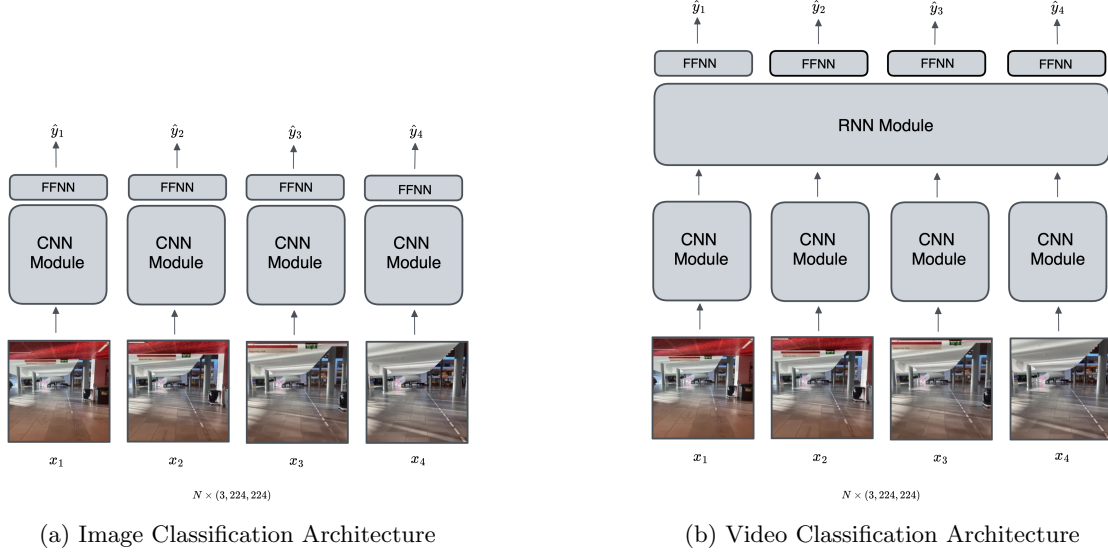 ŷ₁ ŷ₂ ŷ₃ ŷ₄
FFNN FFNN FFNN FFNN
CNN Module CNN Module CNN Module CNN Module
x₁ x₂ x₃ x₄
N × (3, 224, 224)
(a) Image Classification Architecture
ŷ₁ ŷ₂ ŷ₃ ŷ₄
FFNN FFNN FFNN FFNN
RNN Module
CNN Module CNN Module CNN Module CNN Module
x₁ x₂ x₃ x₄
N × (3, 224, 224)
(b) Video Classification Architecture